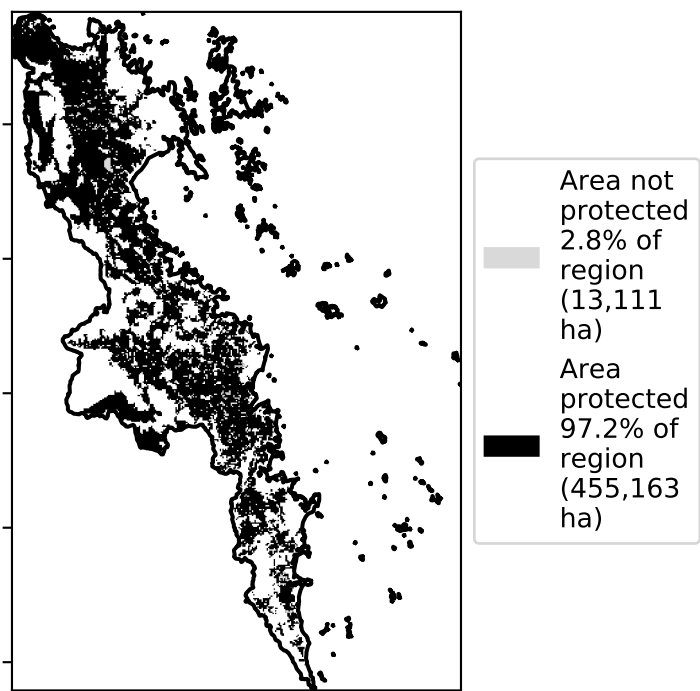 Area not
protected
2.8% of
region
(13,111
ha)
Area
protected
97.2% of
region
(455,163
ha)